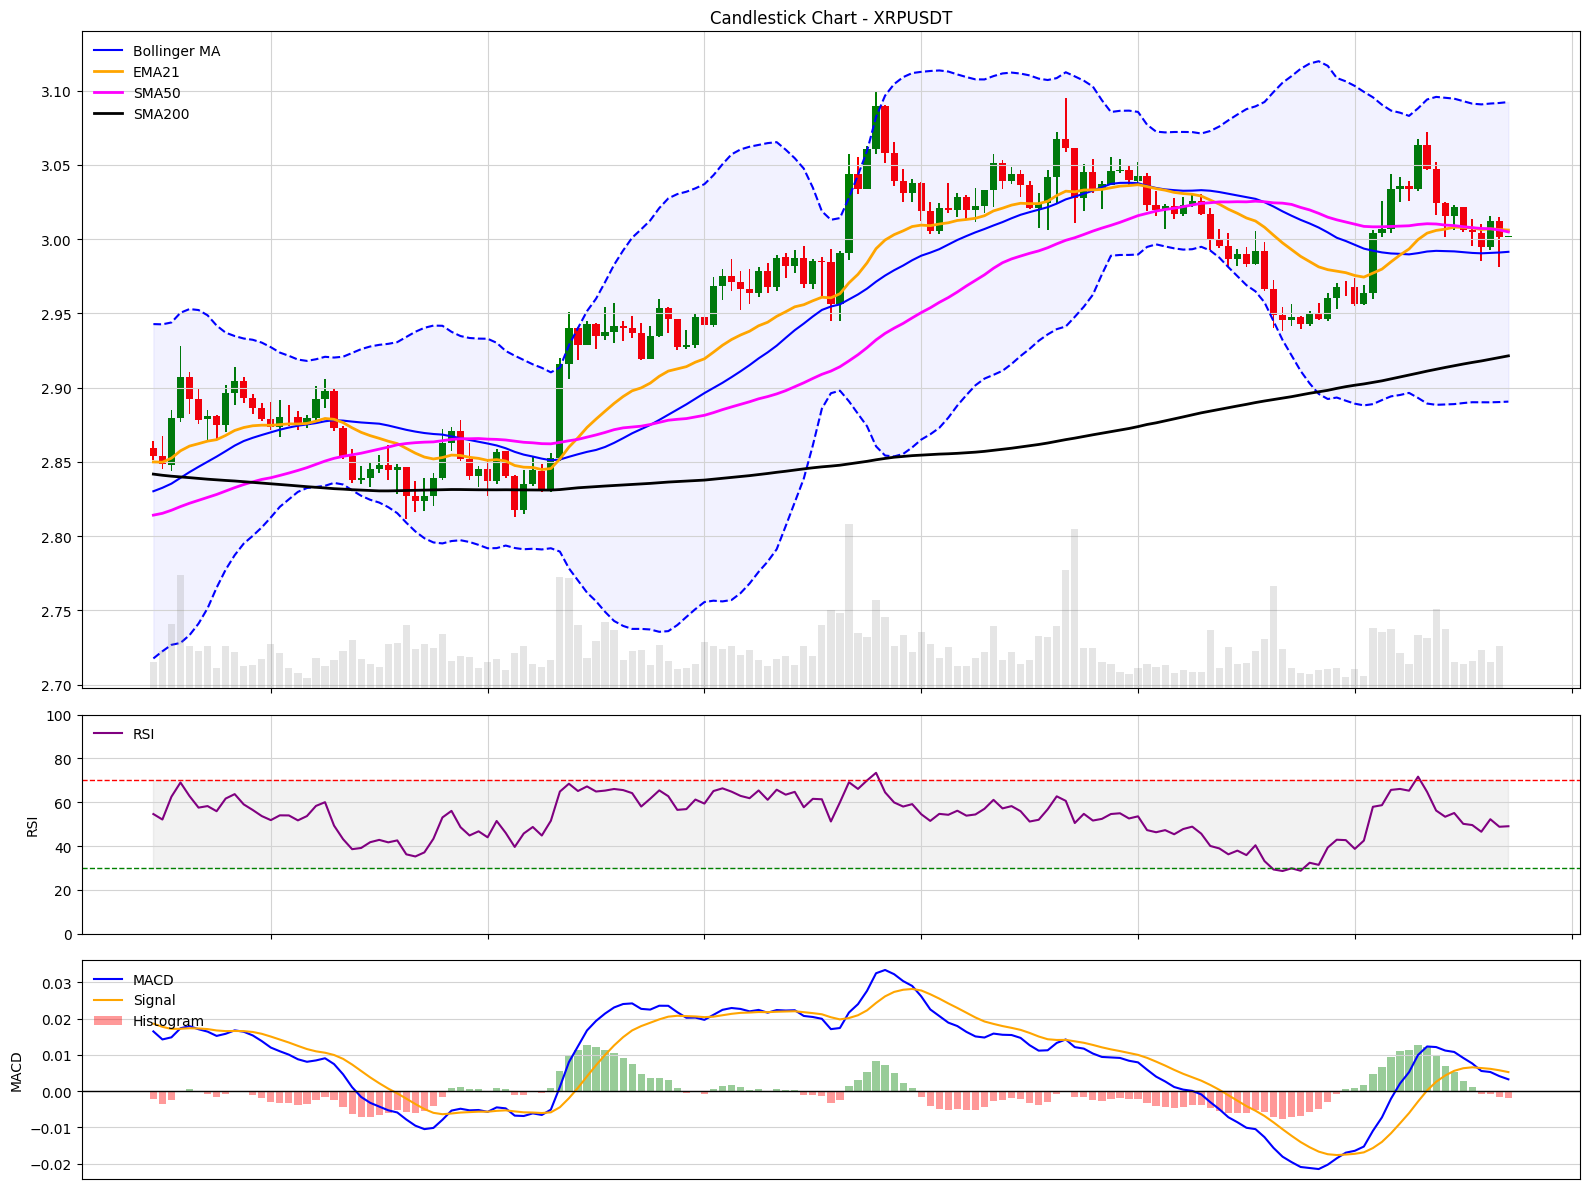 Candlestick Chart - XRPUSDT
Bollinger MA
EMA21
SMA50
SMA200
3.10
3.05
3.00
2.95
2.90
2.85
2.80
2.75
2.70
RSI
RSI
100
80
60
40
20
0
MACD
Signal
Histogram
MACD
0.03
0.02
0.01
0.00
−0.01
−0.02